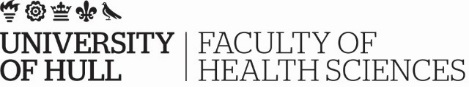 UNIVERSITY
OF HULL
FACULTY OF
HEALTH SCIENCES